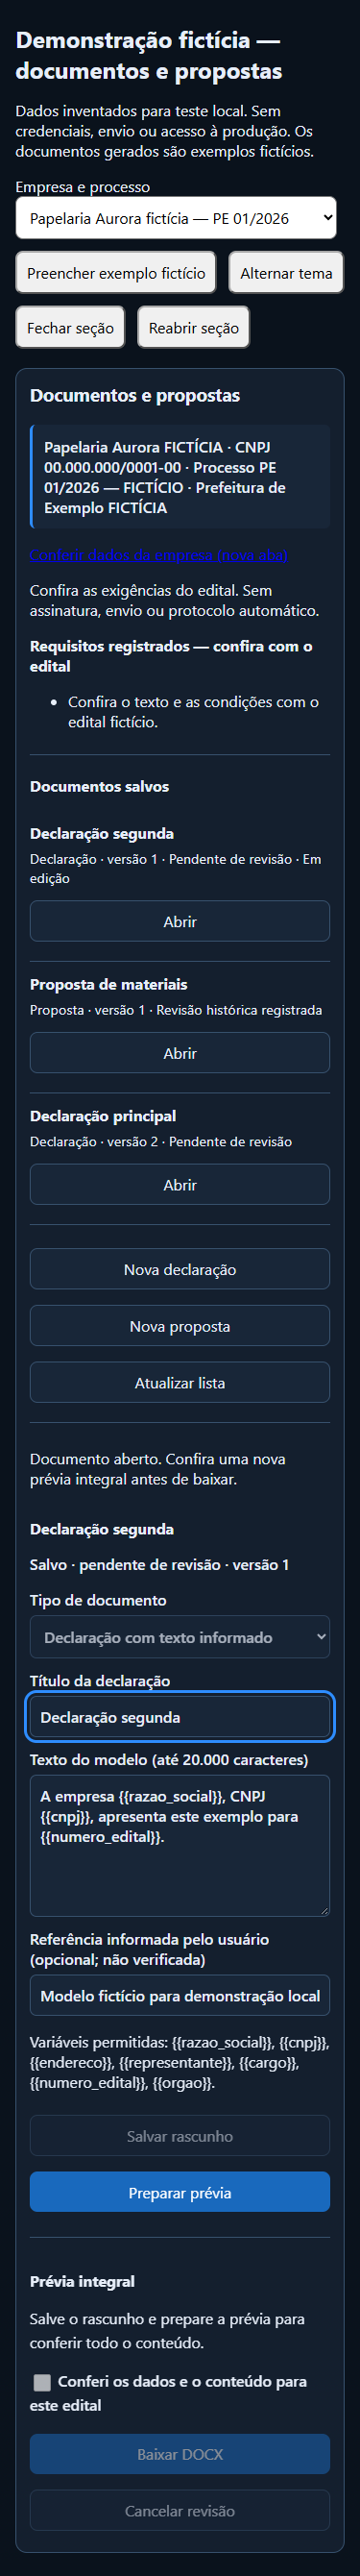 Demonstração fictícia —
documentos e propostas
Dados inventados para teste local. Sem
credenciais, envio ou acesso à produção. Os
documentos gerados são exemplos fictícios.
Empresa e processo
Papelaria Aurora fictícia — PE 01/2026
Preencher exemplo fictício
Alternar tema
Fechar seção
Reabrir seção
Documentos e propostas
Papelaria Aurora FICTÍCIA · CNPJ
00.000.000/0001-00 · Processo PE
01/2026 — FICTÍCIO · Prefeitura de
Exemplo FICTÍCIA
Conferir dados da empresa (nova aba)
Confira as exigências do edital. Sem
assinatura, envio ou protocolo automático.
Requisitos registrados — confira com o
edital
• Confira o texto e as condições com o
edital fictício.
Documentos salvos
Declaração segunda
Declaração · versão 1 · Pendente de revisão · Em
edição
Abrir
Proposta de materiais
Proposta · versão 1 · Revisão histórica registrada
Abrir
Declaração principal
Declaração · versão 2 · Pendente de revisão
Abrir
Nova declaração
Nova proposta
Atualizar lista
Documento aberto. Confira uma nova
prévia integral antes de baixar.
Declaração segunda
Salvo · pendente de revisão · versão 1
Tipo de documento
Declaração com texto informado
Título da declaração
Declaração segunda
Texto do modelo (até 20.000 caracteres)
A empresa {{razao_social}}, CNPJ
{{cnpj}}, apresenta este exemplo para
{{numero_edital}}.
Referência informada pelo usuário
(opcional; não verificada)
Modelo fictício para demonstração local
Variáveis permitidas: {{razao_social}}, {{cnpj}},
{{endereco}}, {{representante}}, {{cargo}},
{{numero_edital}}, {{orgao}}.
Salvar rascunho
Preparar prévia
Prévia integral
Salve o rascunho e prepare a prévia para
conferir todo o conteúdo.
Conferi os dados e o conteúdo para
este edital
Baixar DOCX
Cancelar revisão